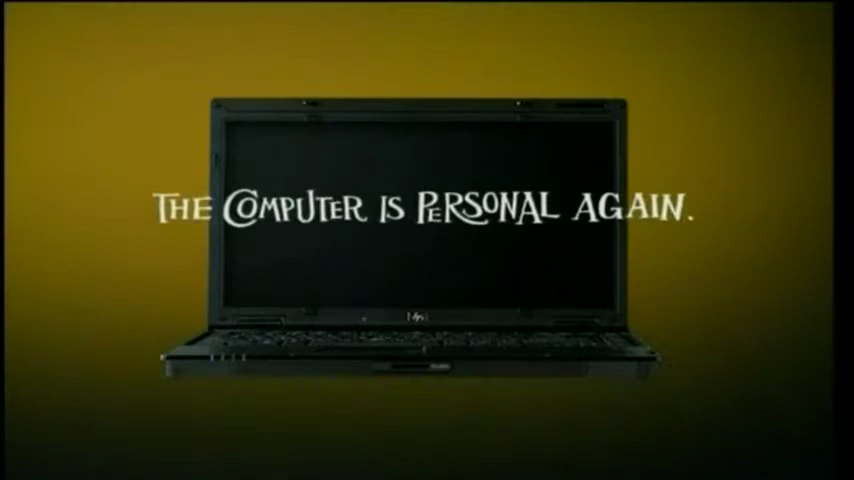 THE COMPUTER IS PERSONAL AGAIN.